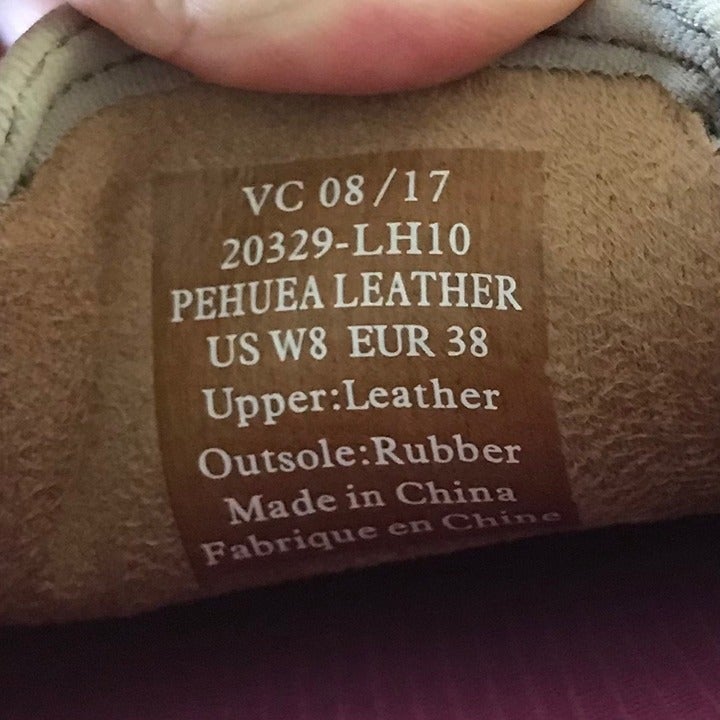 VC 08/17
20329-LH10
PEHUEA LEATHER
US W8 EUR 38
Upper:Leather
Outsole:Rubber
Made in China
Fabrique en Chine